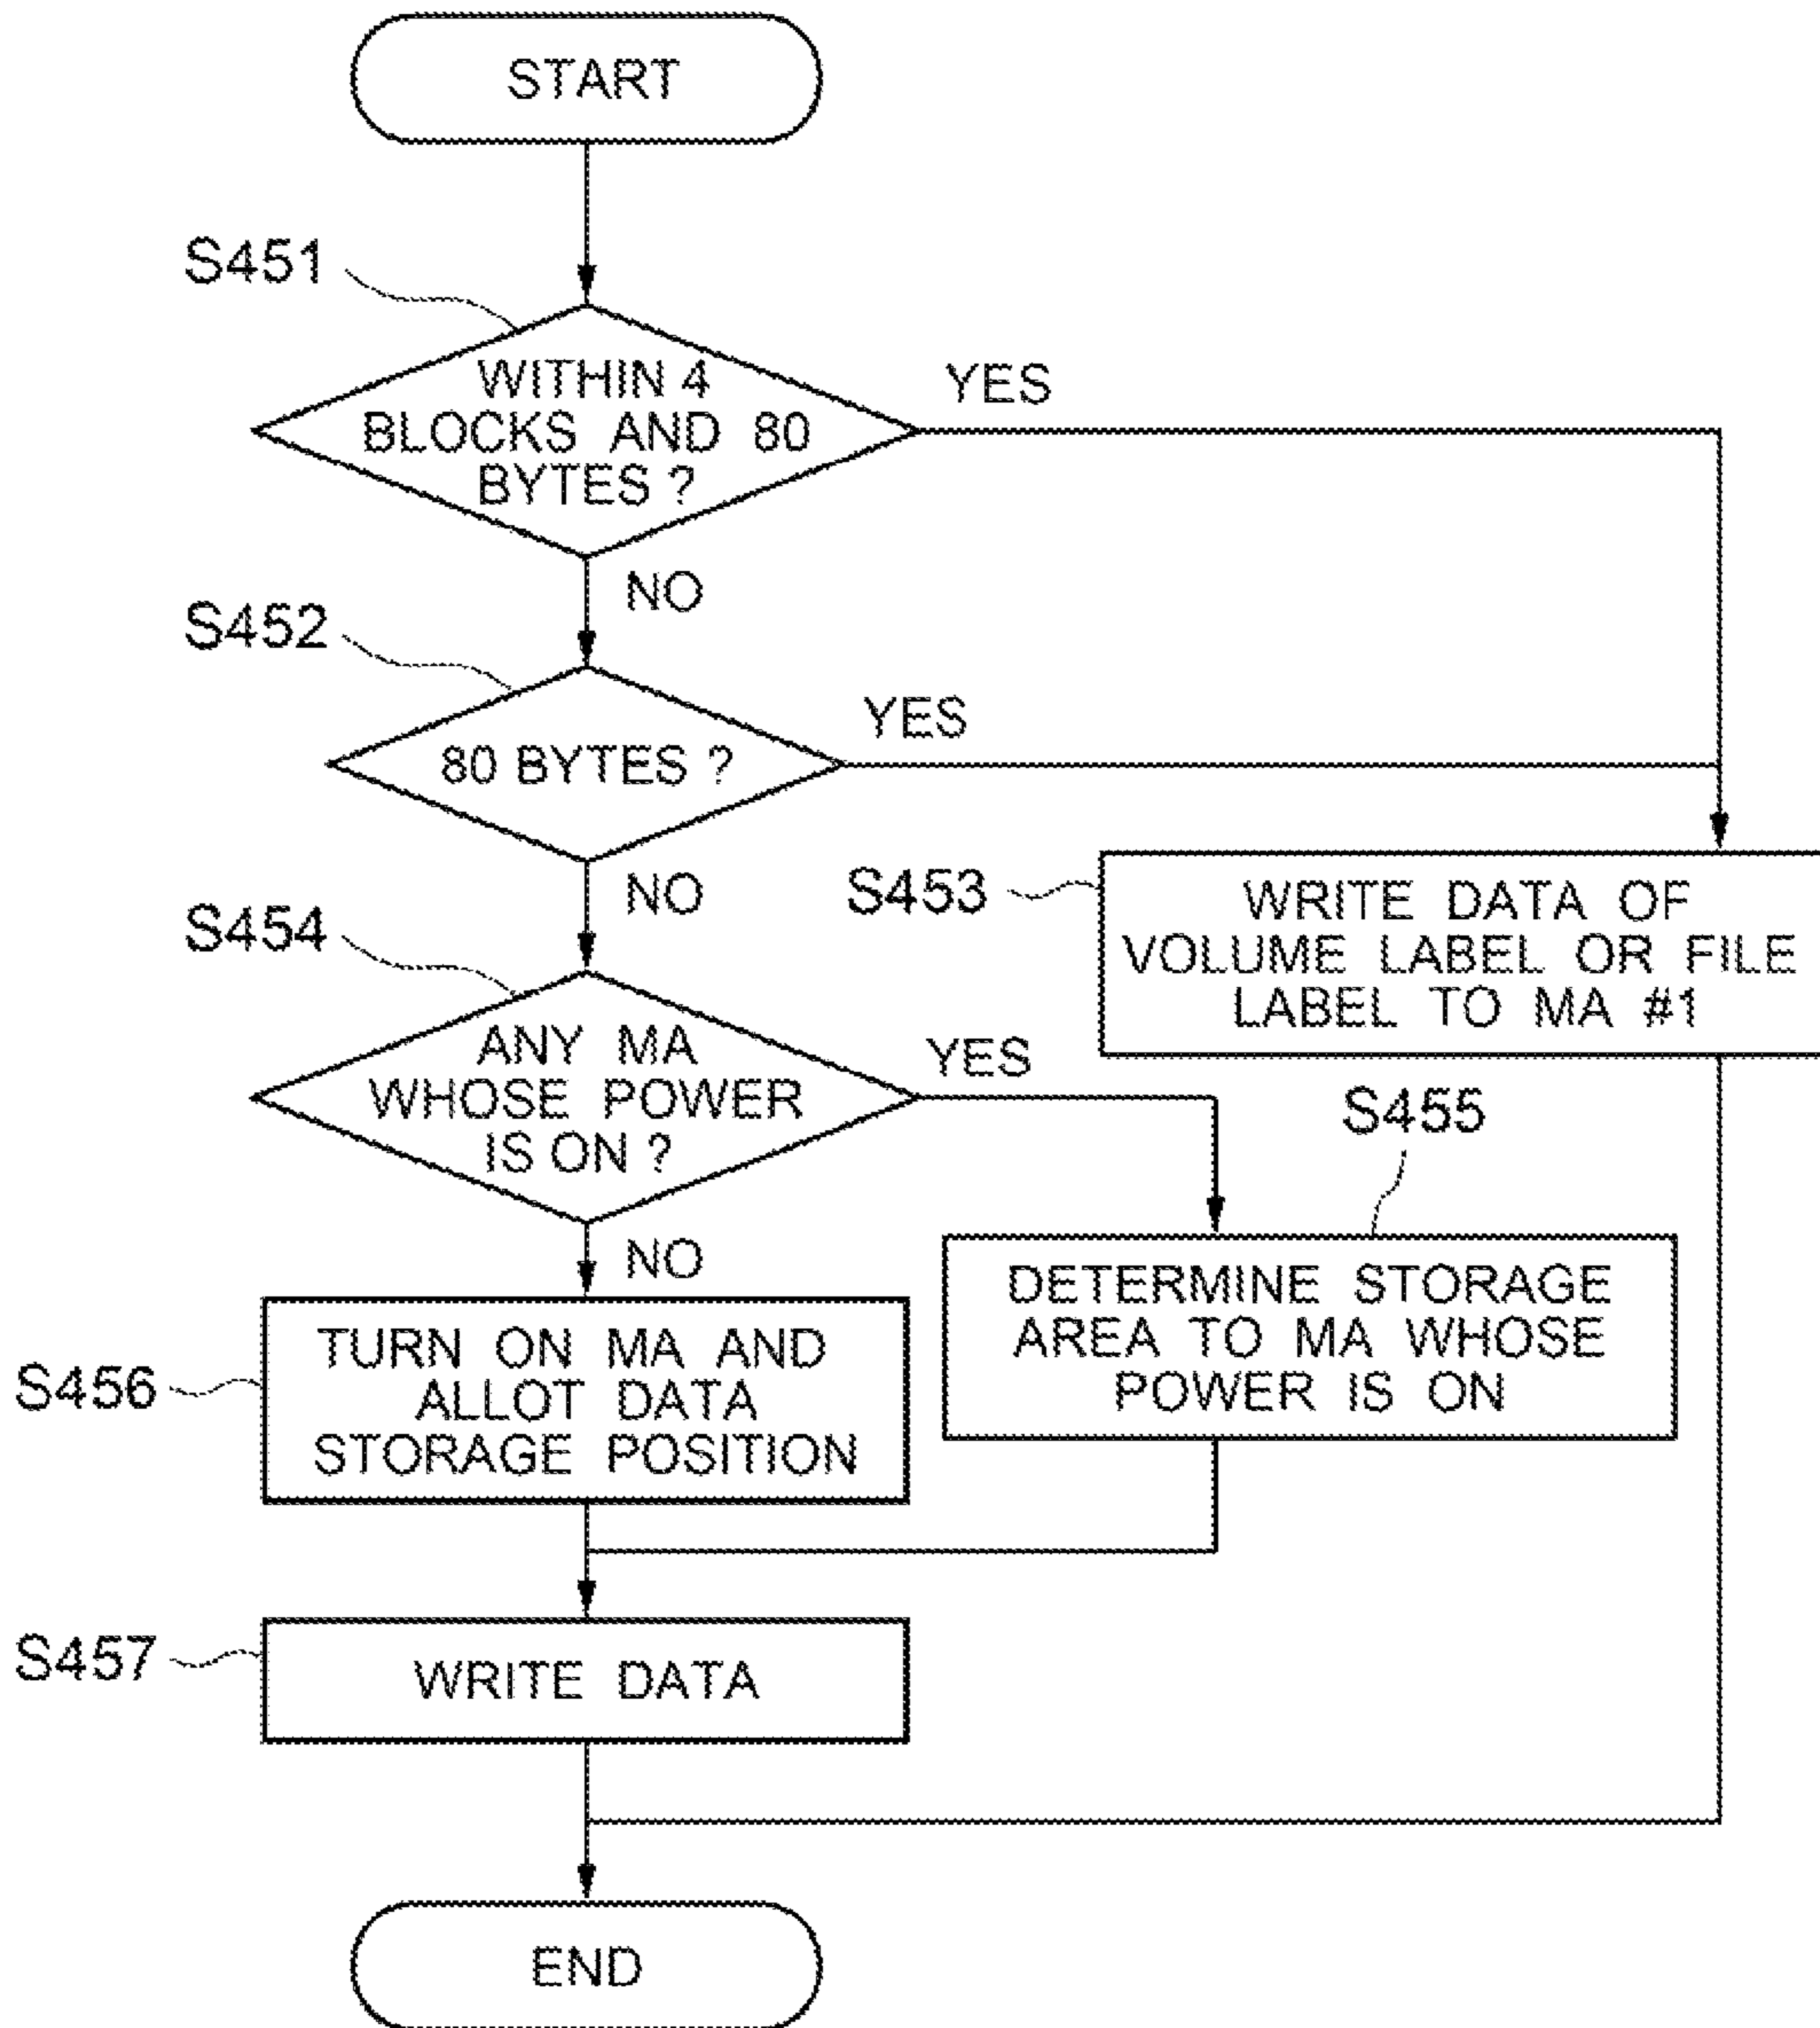 START
S451
WITHIN 4
BLOCKS AND 80
BYTES ?
YES
NO
S452
80 BYTES ?
YES
NO
S453
WRITE DATA OF
VOLUME LABEL OR FILE
LABEL TO MA #1
S454
ANY MA
WHOSE POWER
IS ON ?
YES
NO
S455
DETERMINE STORAGE
AREA TO MA WHOSE
POWER IS ON
S456
TURN ON MA AND
ALLOT DATA
STORAGE POSITION
S457
WRITE DATA
END